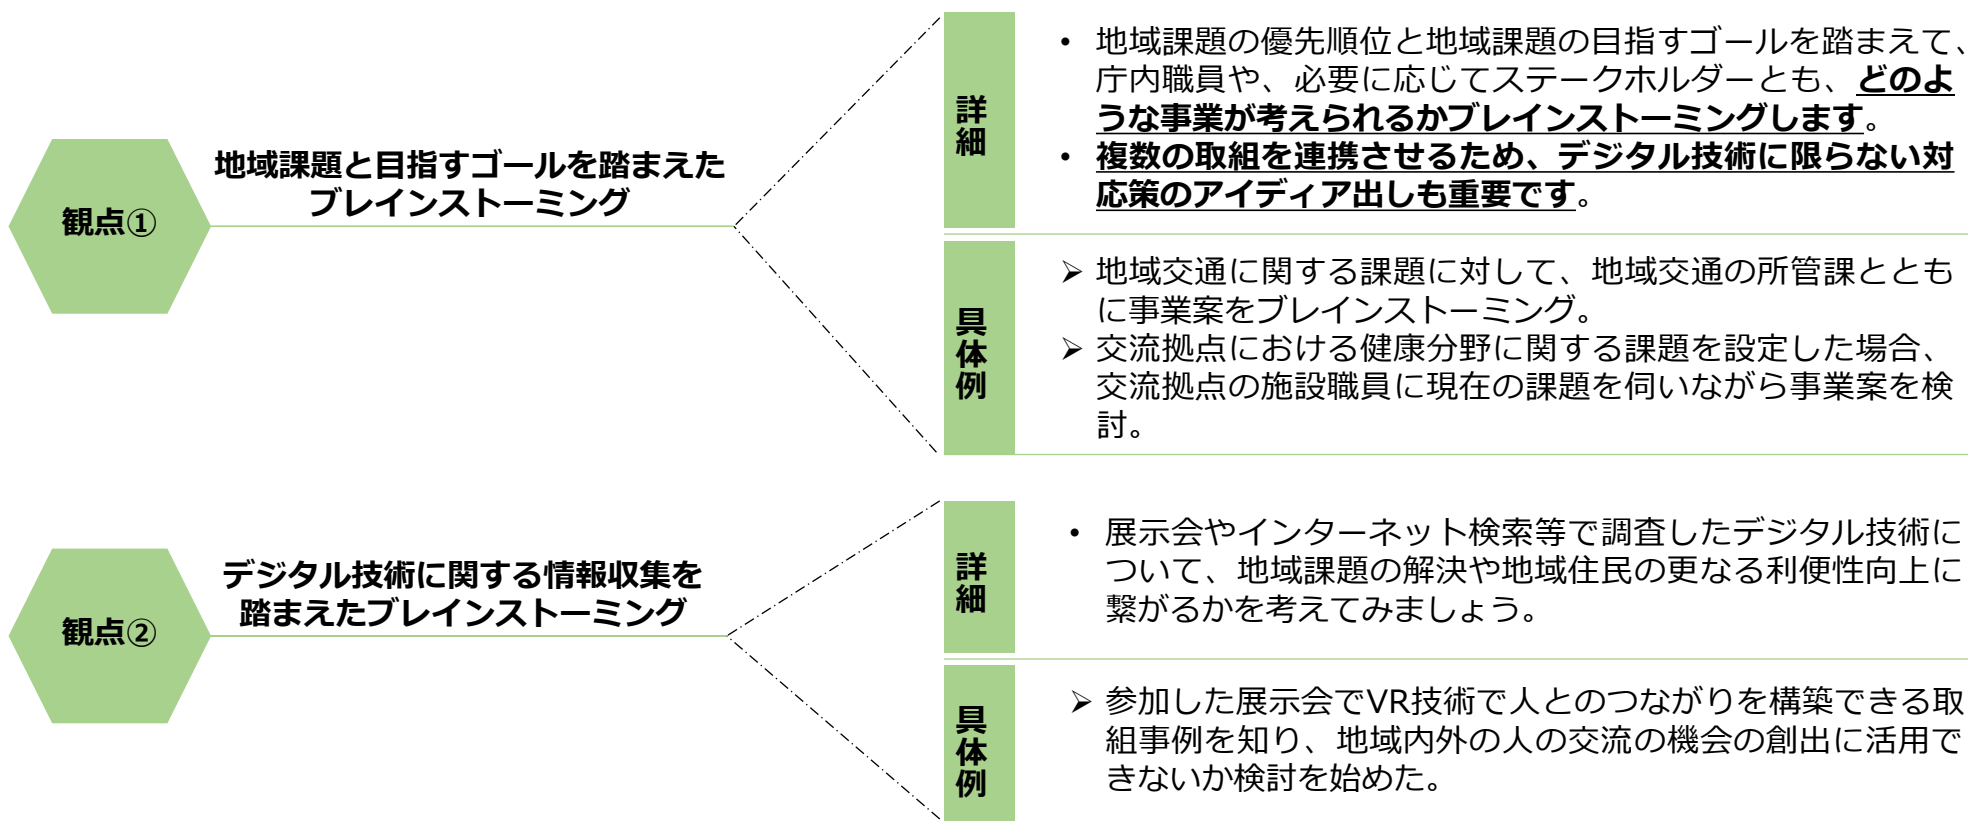 観点①
地域課題と目指すゴールを踏まえた
ブレインストーミング
詳細
• 地域課題の優先順位と地域課題の目指すゴールを踏まえて、
庁内職員や、必要に応じてステークホルダーとも、どのよ
うな事業が考えられるかブレインストーミングします。
• 複数の取組を連携させるため、デジタル技術に限らない対
応策のアイディア出しも重要です。
具体例
➢ 地域交通に関する課題に対して、地域交通の所管課ととも
に事業案をブレインストーミング。
➢ 交流拠点における健康分野に関する課題を設定した場合、
交流拠点の施設職員に現在の課題を伺いながら事業案を検
討。
観点②
デジタル技術に関する情報収集を
踏まえたブレインストーミング
詳細
• 展示会やインターネット検索等で調査したデジタル技術に
ついて、地域課題の解決や地域住民の更なる利便性向上に
繋がるかを考えてみましょう。
具体例
➢ 参加した展示会でVR技術で人とのつながりを構築できる取
組事例を知り、地域内外の人の交流の機会の創出に活用で
きないか検討を始めた。